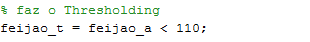 % faz o Thresholding
feijao_t = feijao_a < 110;